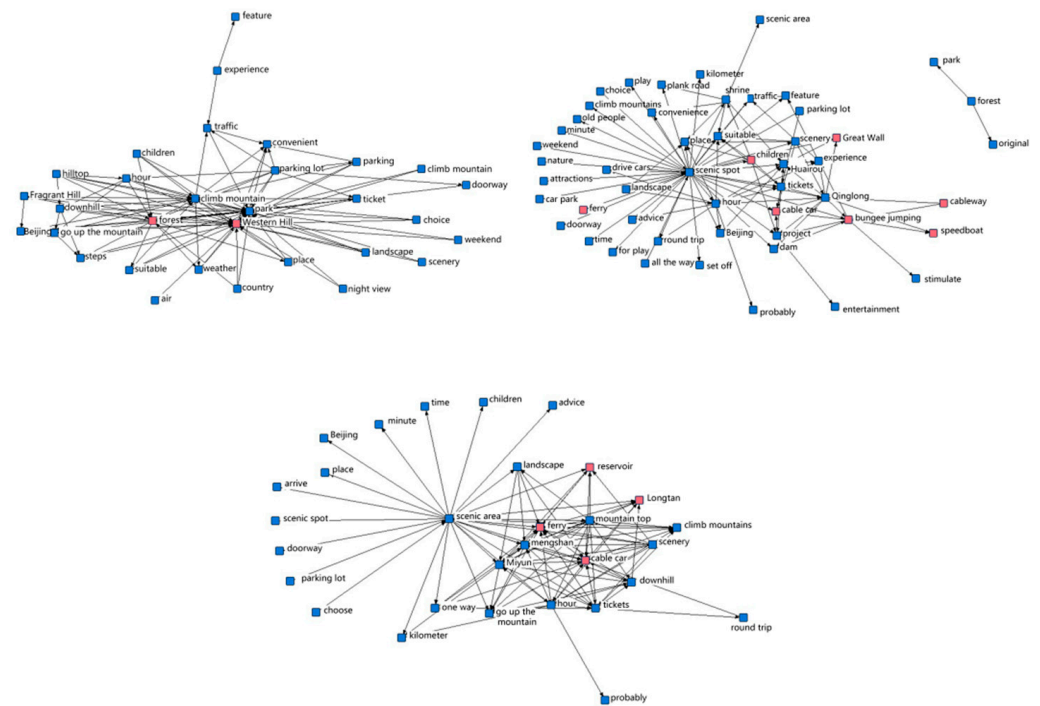 feature
experience
traffic
convenient
children
parking
parking lot
climb mountain
hilltop
hour
doorway
Fragrant Hill
climb mountain
ticket
downhill
park
forest
Western Hill
choice
Beijing
go up the mountain
weekend
steps
landscape
suitable
weather
place
scenery
country
night view
air
scenic area
park
kilometer
play
plank road
choice
shrine
traffic
feature
forest
climb mountains
convenience
parking lot
old people
minute
place
suitable
scenery
Great Wall
original
weekend
children
experience
nature
drive cars
scenic spot
Huairou
attractions
landscape
tickets
car park
hour
Qinglong
cableway
ferry
cable car
advice
bungee jumping
doorway
Beijing
project
speedboat
time
round trip
dam
for play
all the way
set off
stimulate
probably
entertainment
time
children
advice
minute
Beijing
place
landscape
reservoir
arrive
Longtan
scenic spot
scenic area
ferry
mountain top
climb mountains
doorway
mengshan
scenery
Miyun
cable car
parking lot
downhill
choose
one way
go up the
mountain
hour
tickets
round trip
kilometer
probably